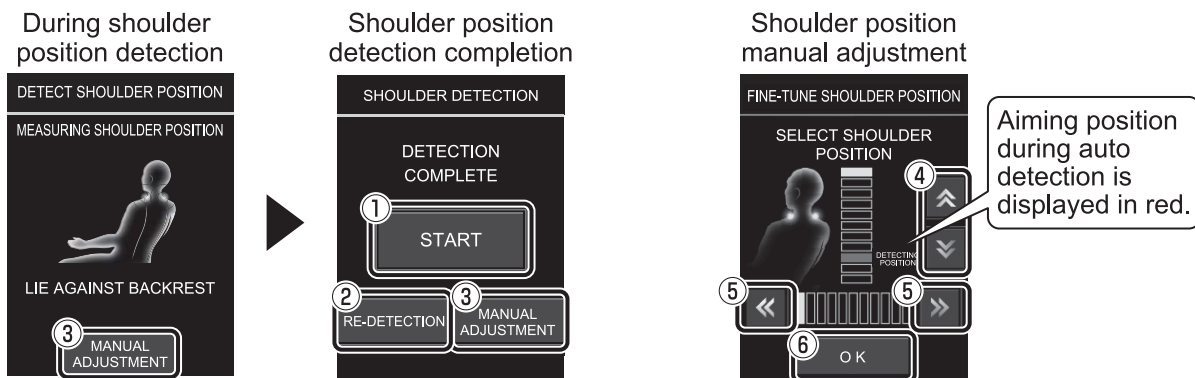 During shoulder
position detection
DETECT SHOULDER POSITION
MEASURING SHOULDER POSITION
LIE AGAINST BACKREST
③
MANUAL
ADJUSTMENT
Shoulder position
detection completion
SHOULDER DETECTION
DETECTION
COMPLETE
①
START
②
RE-DETECTION
③
MANUAL
ADJUSTMENT
Shoulder position
manual adjustment
FINE-TUNE SHOULDER POSITION
SELECT SHOULDER
POSITION
④
DETECTING
POSITION
⑤
⑤
⑥
OK
Aiming position
during auto
detection is
displayed in red.